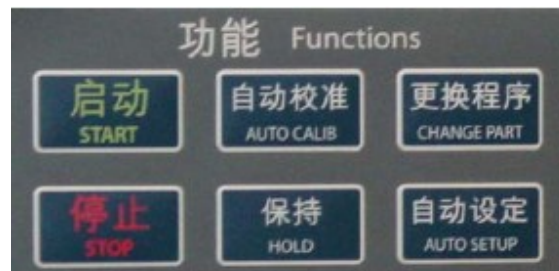 功能 Functions
启动
START
自动校准
AUTO CALIB
更换程序
CHANGE PART
停止
STOP
保持
HOLD
自动设定
AUTO SETUP